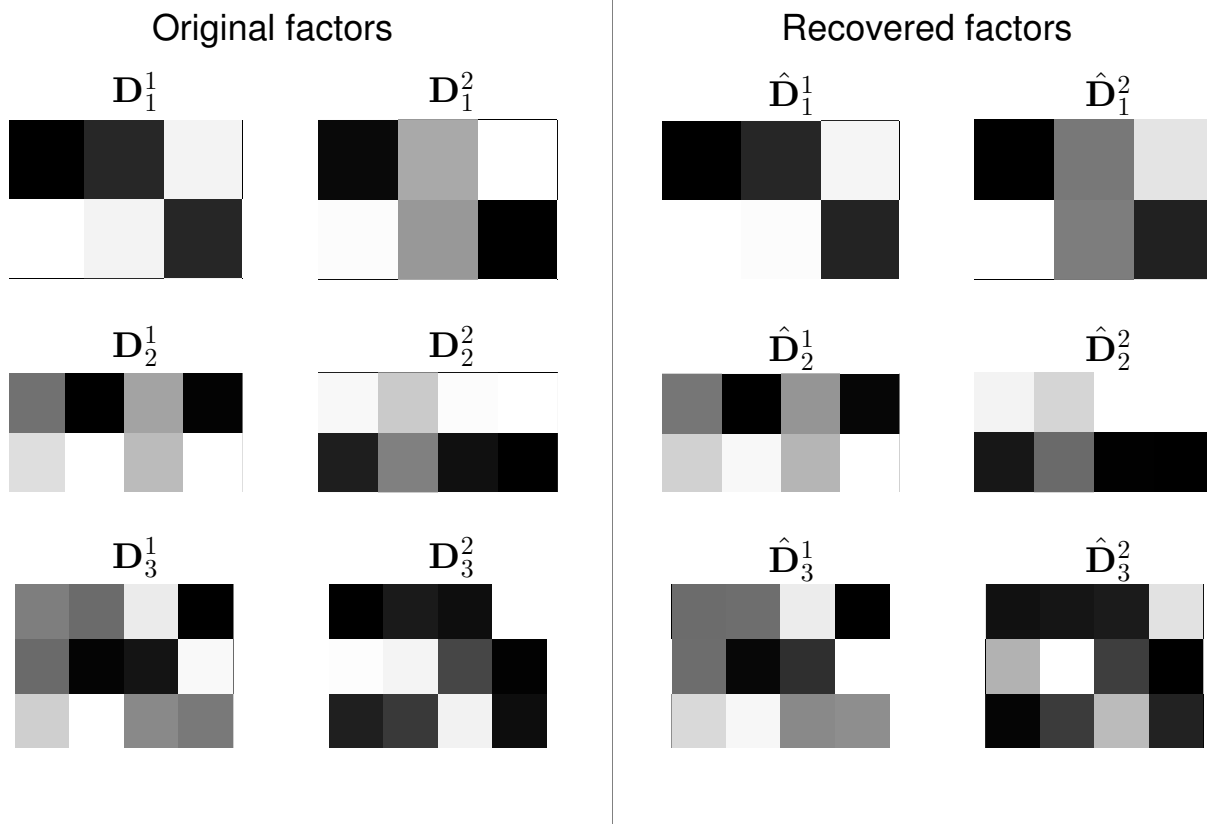 Original factors Recovered factors
D₁¹ D₁² D̂₁¹ D̂₁²
D₂¹ D₂² D̂₂¹ D̂₂²
D₃¹ D₃² D̂₃¹ D̂₃²